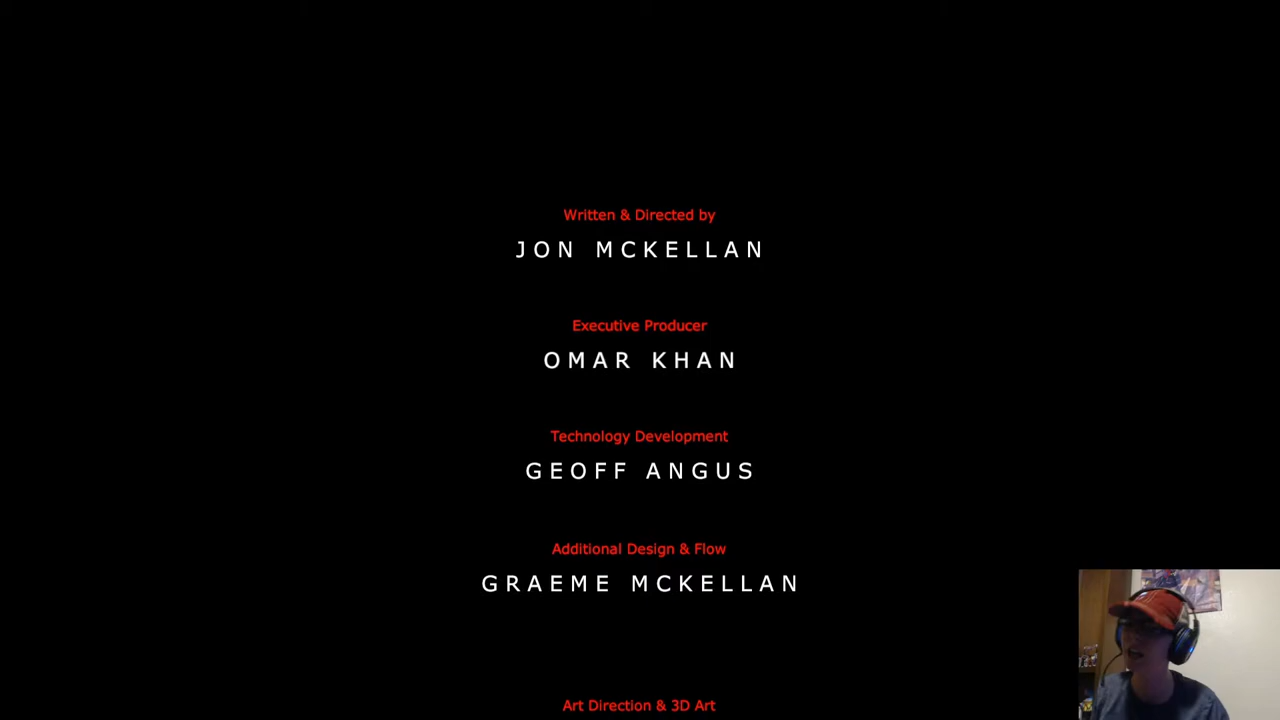 Written & Directed by
JON MCKELLAN
Executive Producer
OMAR KHAN
Technology Development
GEOFF ANGUS
Additional Design & Flow
GRAEME MCKELLAN
Art Direction & 3D Art